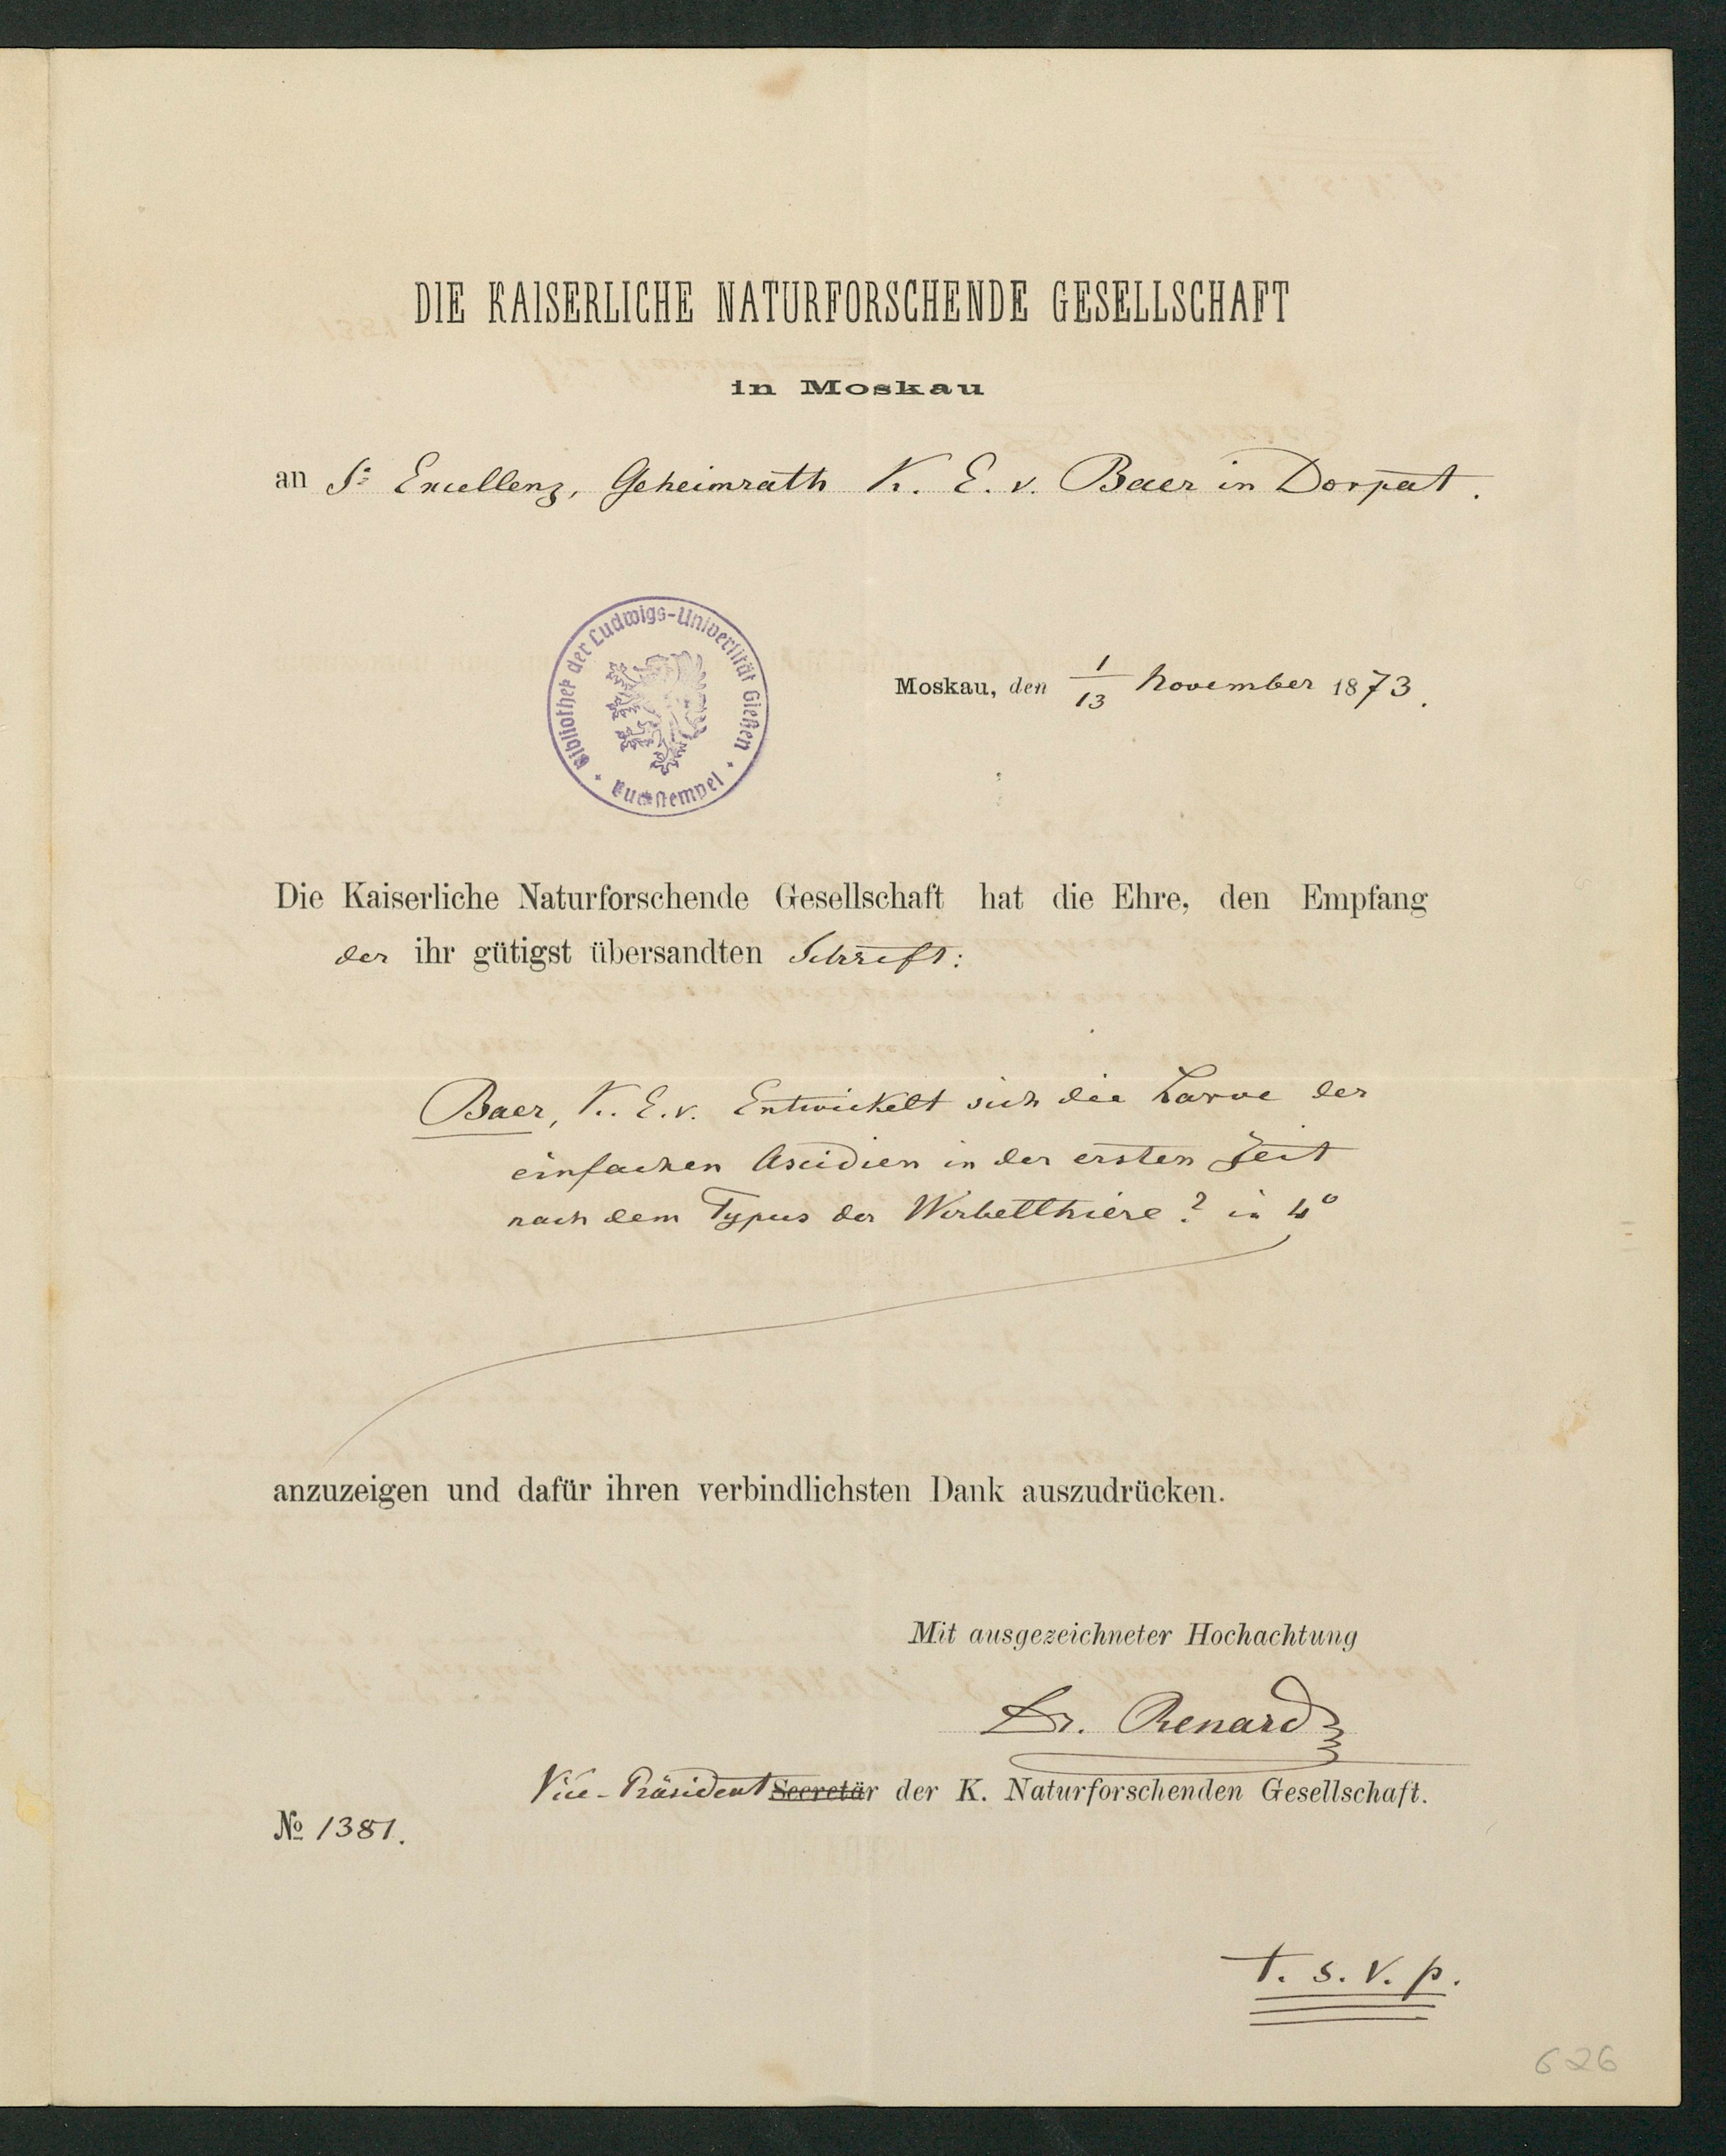 DIE KAISERLICHE NATURFORSCHENDE GESELLSCHAFT
in Moskau
an Sr Excellenz, Geheimrath K. E. v. Baer in Dorpat.
Bibliothek der Ludwigs-Universität Gießen
Moskau, den 1/13 November 1873.
Die Kaiserliche Naturforschende Gesellschaft hat die Ehre, den Empfang
der ihr gütigst übersandten Schrift:
Baer, K. E. v. Entwickelt sich die Larve der
einfachen Ascidien in der ersten Zeit
nach dem Typus der Wirbelthiere? in 4°
anzuzeigen und dafür ihren verbindlichsten Dank auszudrücken.
Mit ausgezeichneter Hochachtung
Dr. Renard
Vice-Präsident Secretär der K. Naturforschenden Gesellschaft.
№ 1381.
t. s. v. p.
626